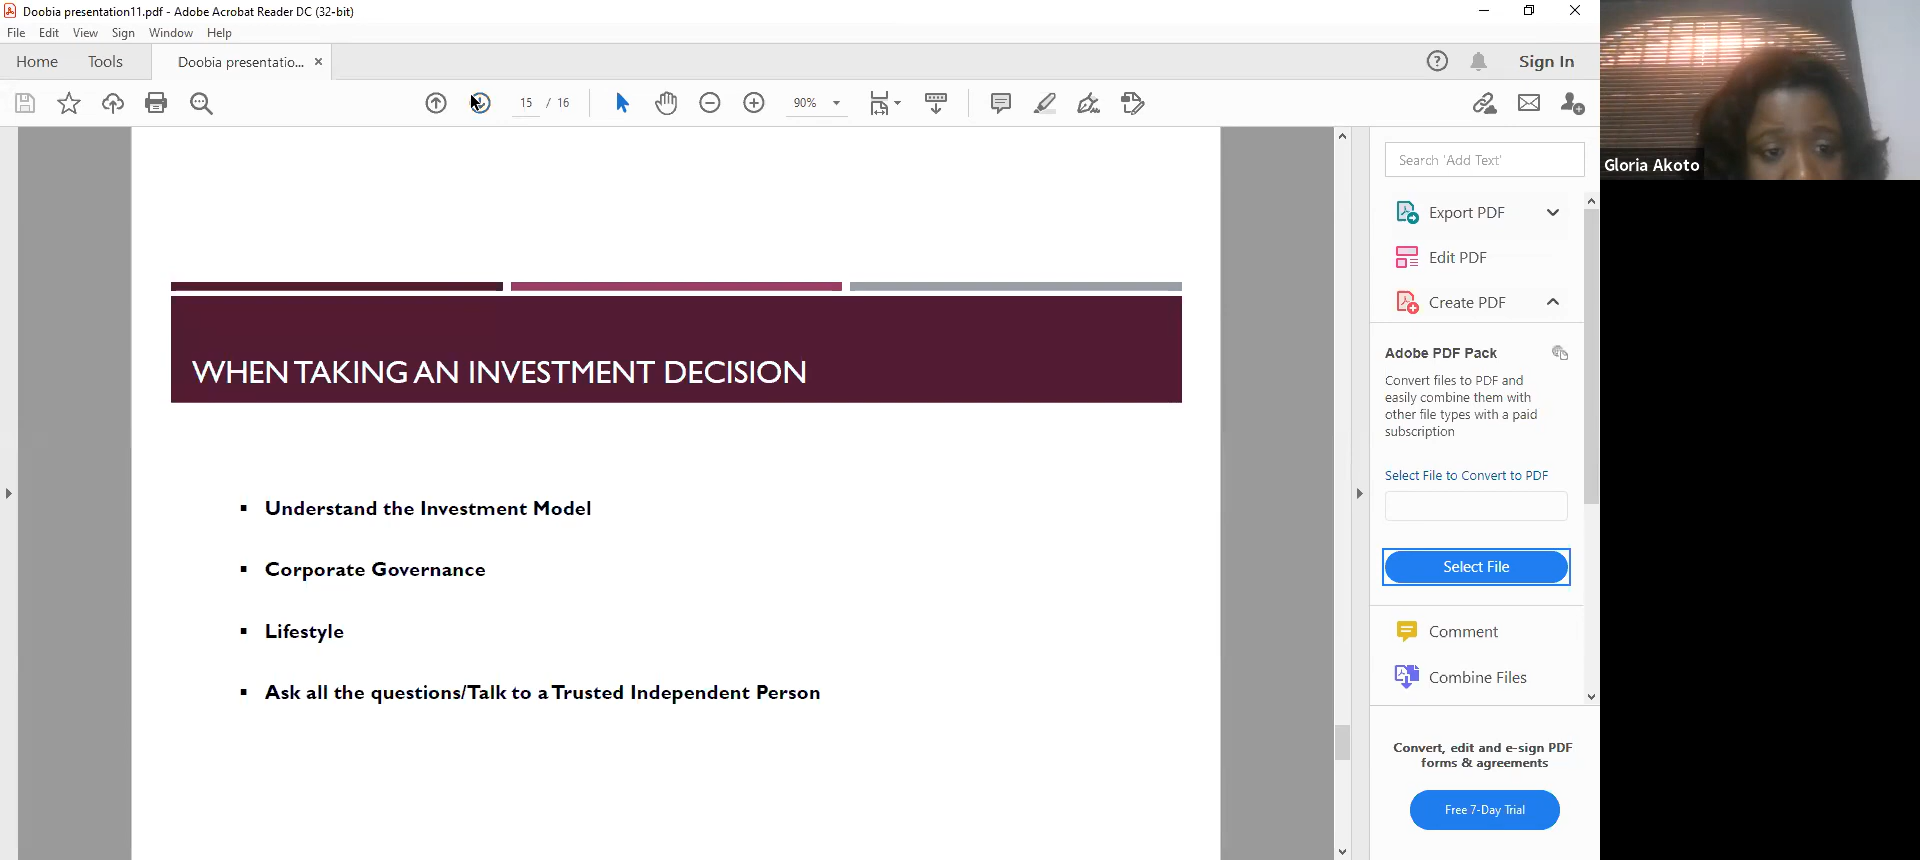 Doobia presentation11.pdf - Adobe Acrobat Reader DC (32-bit)
File Edit View Sign Window Help
Home Tools Doobia presentatio... × Sign In
15 / 16 90%
Search 'Add Text'
Gloria Akoto
Export PDF
Edit PDF
Create PDF
Adobe PDF Pack
Convert files to PDF and
easily combine them with
other file types with a paid
subscription
Select File to Convert to PDF
Select File
Comment
Combine Files
Convert, edit and e-sign PDF
forms & agreements
Free 7-Day Trial
WHEN TAKING AN INVESTMENT DECISION
▪ Understand the Investment Model
▪ Corporate Governance
▪ Lifestyle
▪ Ask all the questions/Talk to a Trusted Independent Person